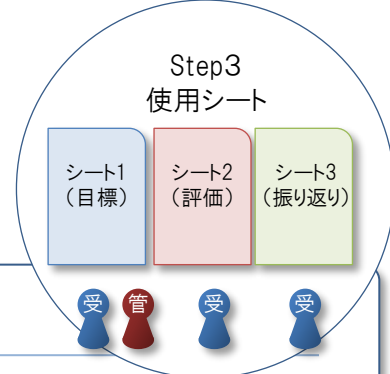 Step3
使用シート
シート1
（目標）
シート2
（評価）
シート3
（振り返り）
受
管
受
受